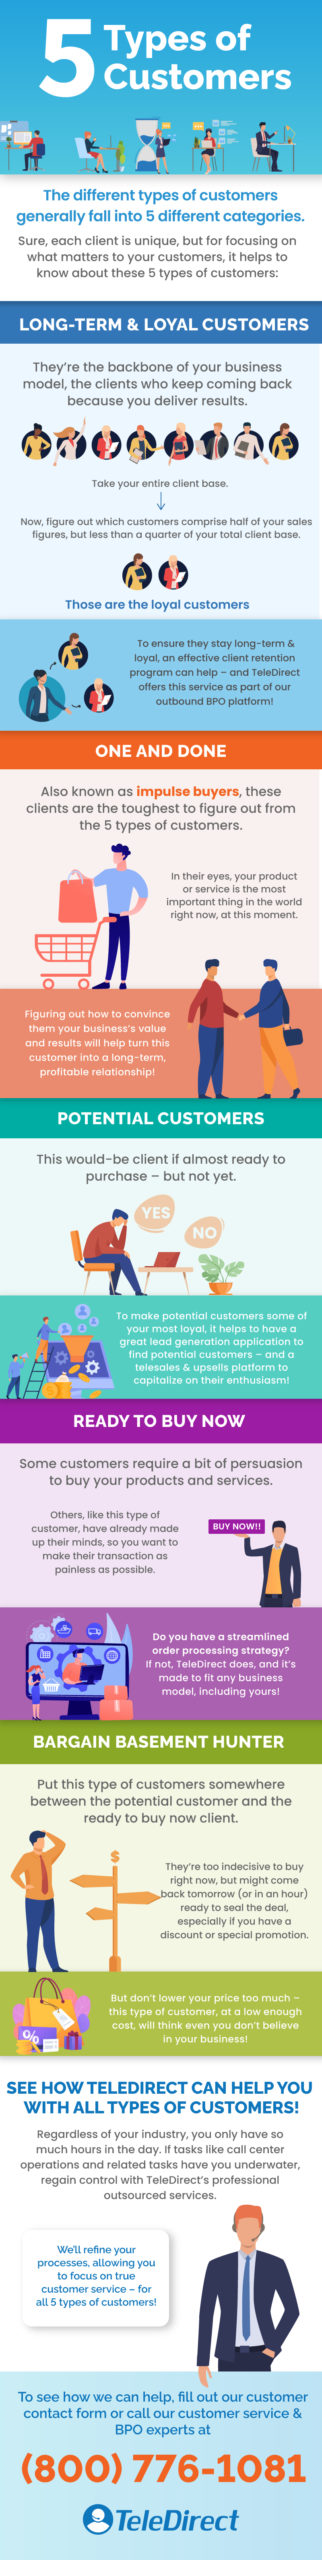 5 Types of
Customers
The different types of customers
generally fall into 5 different categories.
Sure, each client is unique, but for focusing on
what matters to your customers, it helps to
know about these 5 types of customers:
LONG-TERM & LOYAL CUSTOMERS
They're the backbone of your business
model, the clients who keep coming back
because you deliver results.
Take your entire client base.
Now, figure out which customers comprise half of your sales
figures, but less than a quarter of your total client base.
Those are the loyal customers
To ensure they stay long-term &
loyal, an effective client retention
program can help – and TeleDirect
offers this service as part of our
outbound BPO platform!
ONE AND DONE
Also known as impulse buyers, these
clients are the toughest to figure out from
the 5 types of customers.
In their eyes, your product
or service is the most
important thing in the world
right now, at this moment.
Figuring out how to convince
them your business's value
and results will help turn this
customer into a long-term,
profitable relationship!
POTENTIAL CUSTOMERS
This would-be client if almost ready to
purchase – but not yet.
YES
NO
To make potential customers some of
your most loyal, it helps to have a
great lead generation application to
find potential customers – and a
telesales & upsells platform to
capitalize on their enthusiasm!
READY TO BUY NOW
Some customers require a bit of persuasion
to buy your products and services.
Others, like this type of
customer, have already made
up their minds, so you want to
make their transaction as
painless as possible.
BUY NOW!!
Do you have a streamlined
order processing strategy?
If not, TeleDirect does, and it's
made to fit any business
model, including yours!
BARGAIN BASEMENT HUNTER
Put this type of customers somewhere
between the potential customer and the
ready to buy now client.
$
They're too indecisive to buy
right now, but might come
back tomorrow (or in an hour)
ready to seal the deal,
especially if you have a
discount or special promotion.
%
But don't lower your price too much –
this type of customer, at a low enough
cost, will think even you don't believe
in your business!
SEE HOW TELEDIRECT CAN HELP YOU
WITH ALL TYPES OF CUSTOMERS!
Regardless of your industry, you only have so
much hours in the day. If tasks like call center
operations and related tasks have you underwater,
regain control with TeleDirect's professional
outsourced services.
We'll refine your
processes, allowing you
to focus on true
customer service – for
all 5 types of customers!
To see how we can help, fill out our customer
contact form or call our customer service &
BPO experts at
(800) 776-1081
TeleDirect